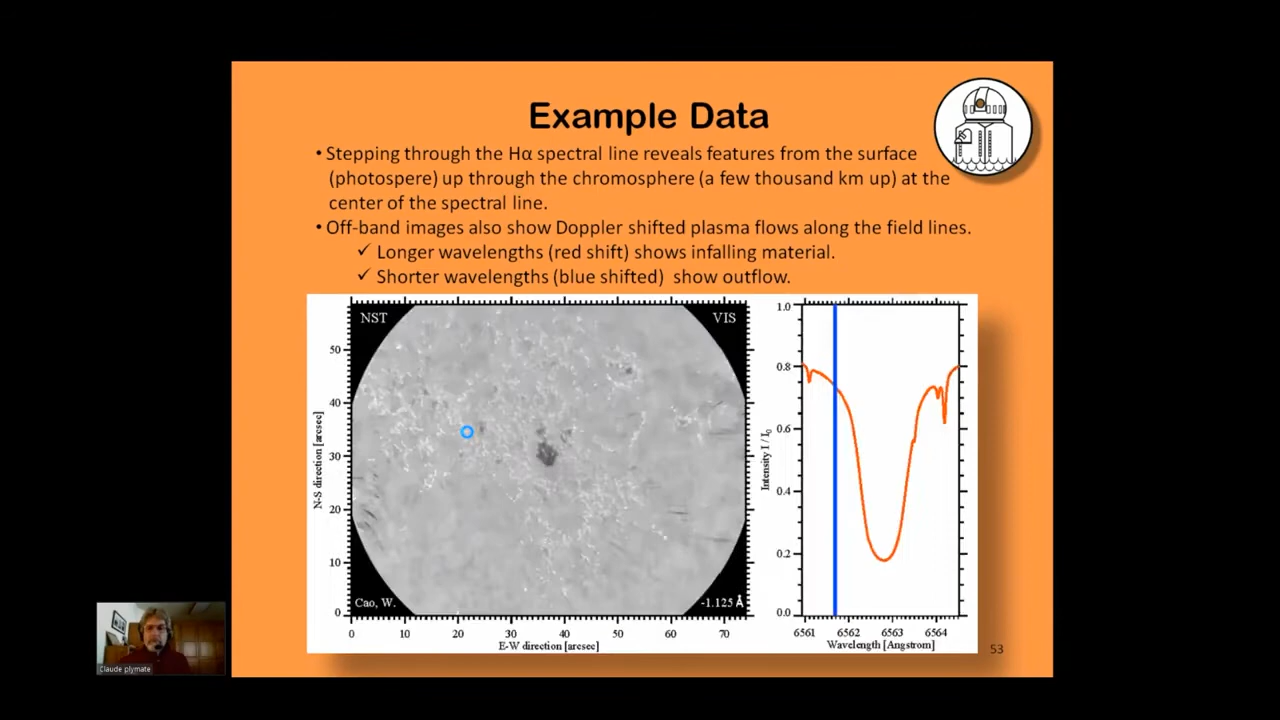 Example Data
• Stepping through the Hα spectral line reveals features from the surface
(photospere) up through the chromosphere (a few thousand km up) at the
center of the spectral line.
• Off-band images also show Doppler shifted plasma flows along the field lines.
✓ Longer wavelengths (red shift) shows infalling material.
✓ Shorter wavelengths (blue shifted) show outflow.
NST
VIS
Cao, W.
-1.125 Å
N-S direction [arcsec]
50
40
30
20
10
0
0 10 20 30 40 50 60 70
E-W direction [arcsec]
Intensity I / I0
1.0
0.8
0.6
0.4
0.2
0.0
6561 6562 6563 6564
Wavelength [Angstrom]
53
Claude plymate